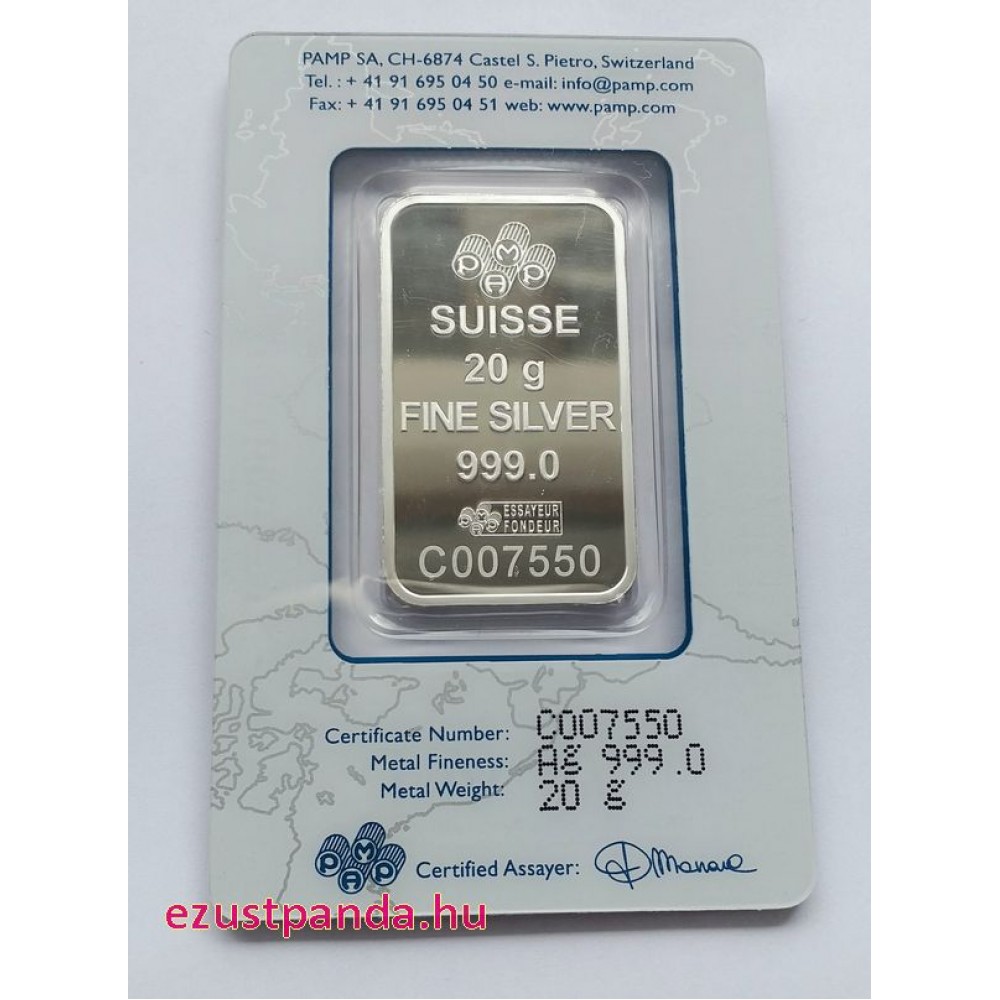 PAMP SA, CH-6874 Castel S. Pietro, Switzerland
Tel. : + 41 91 695 04 50 e-mail: info@pamp.com
Fax: + 41 91 695 04 51 web: www.pamp.com
PAMP
SUISSE
20 g
FINE SILVER
999.0
PAMP ESSAYEUR
FONDEUR
C007550
Certificate Number: C007550
Metal Fineness: Ag 999.0
Metal Weight: 20 g
PAMP Certified Assayer:
ezustpanda.hu